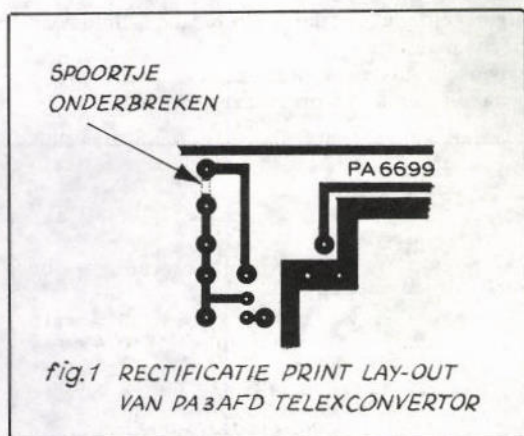 SPOORTJE
ONDERBREKEN
PA 6699
fig.1 RECTIFICATIE PRINT LAY-OUT
VAN PA3AFD TELEXCONVERTOR